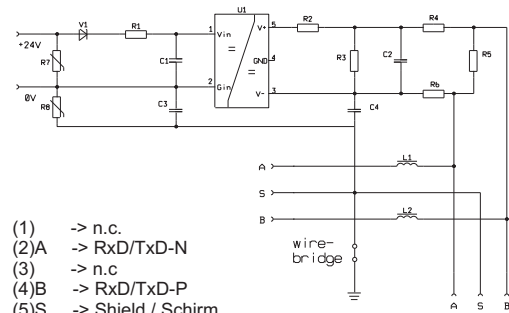 U1
V1
R1
1
Vin
V+
5
R2
R4
+24V
R7
C1
=
=
GND
4
R3
C2
R5
2
Gin
V-
3
R6
0V
R8
C3
C4
A
L1
S
B
L2
wire-
bridge
A S B
(1) -> n.c.
(2)A -> RxD/TxD-N
(3) -> n.c
(4)B -> RxD/TxD-P
(5)S -> Shield / Schirm